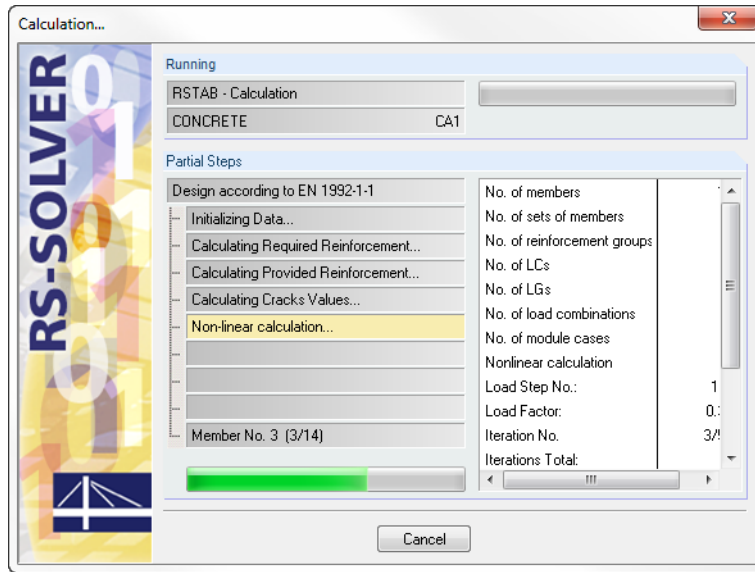 Calculation...
RS-SOLVER
Running
RSTAB - Calculation
CONCRETE CA1
Partial Steps
Design according to EN 1992-1-1
Initializing Data...
Calculating Required Reinforcement...
Calculating Provided Reinforcement...
Calculating Cracks Values...
Non-linear calculation...
Member No. 3 (3/14)
No. of members
No. of sets of members
No. of reinforcement groups
No. of LCs
No. of LGs
No. of load combinations
No. of module cases
Nonlinear calculation
Load Step No.: 1
Load Factor:
Iteration No.
Iterations Total:
Cancel